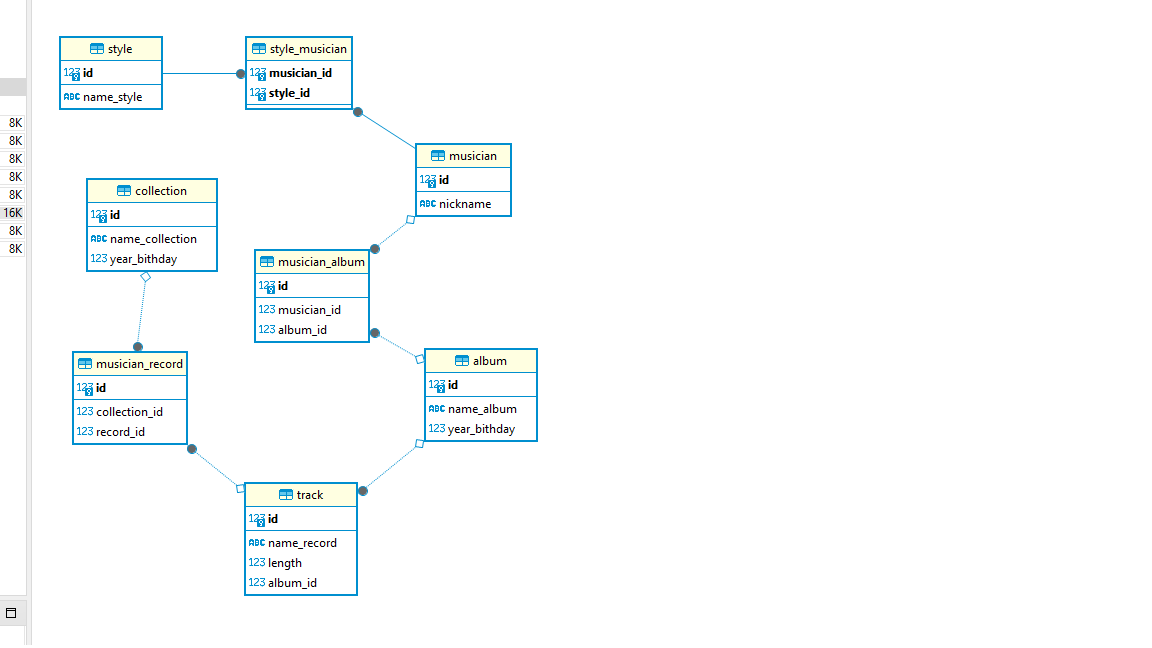 8K
8K
8K
8K
8K
16K
8K
8K
style
123 id
ABC name_style
style_musician
123 musician_id
123 style_id
musician
123 id
ABC nickname
collection
123 id
ABC name_collection
123 year_bithday
musician_album
123 id
123 musician_id
123 album_id
musician_record
123 id
123 collection_id
123 record_id
album
123 id
ABC name_album
123 year_bithday
track
123 id
ABC name_record
123 length
123 album_id